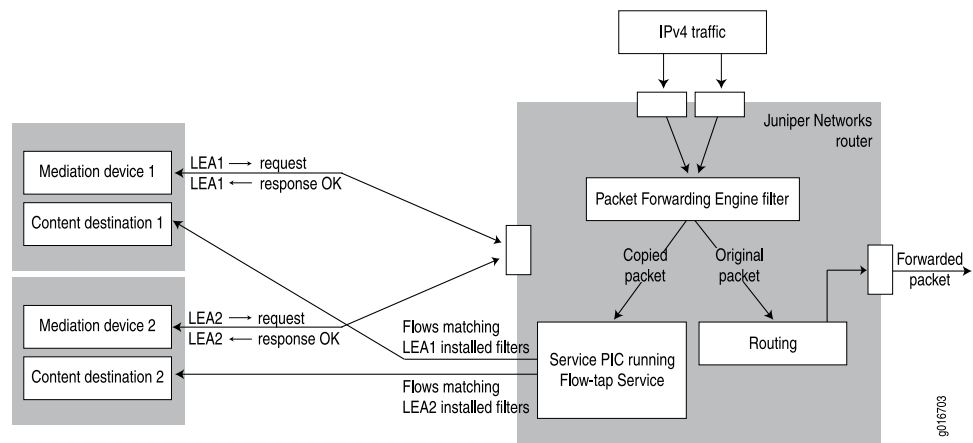 IPv4 traffic
Juniper Networks
router
Mediation device 1
LEA1 → request
LEA1 ← response OK
Content destination 1
Packet Forwarding Engine filter
Copied
packet
Original
packet
Forwarded
packet
Mediation device 2
LEA2 → request
LEA2 ← response OK
Content destination 2
Flows matching
LEA1 installed filters
Flows matching
LEA2 installed filters
Service PIC running
Flow-tap Service
Routing
g016703